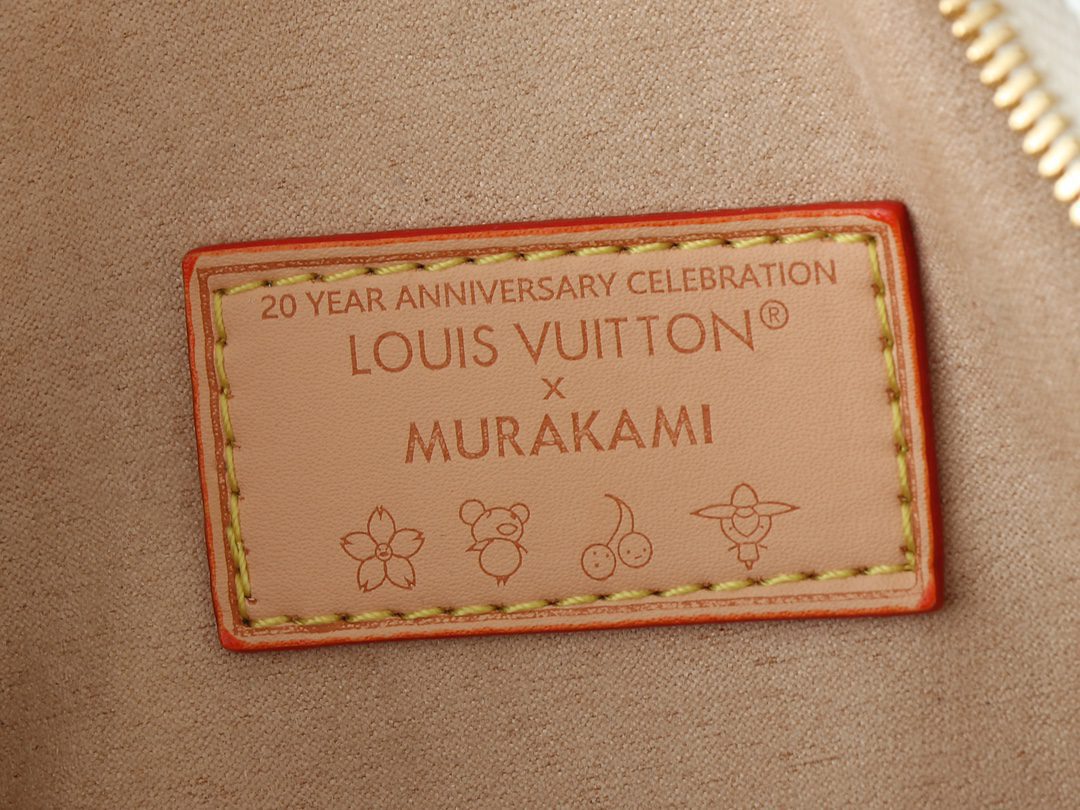 20 YEAR ANNIVERSARY CELEBRATION
LOUIS VUITTON®
x
MURAKAMI